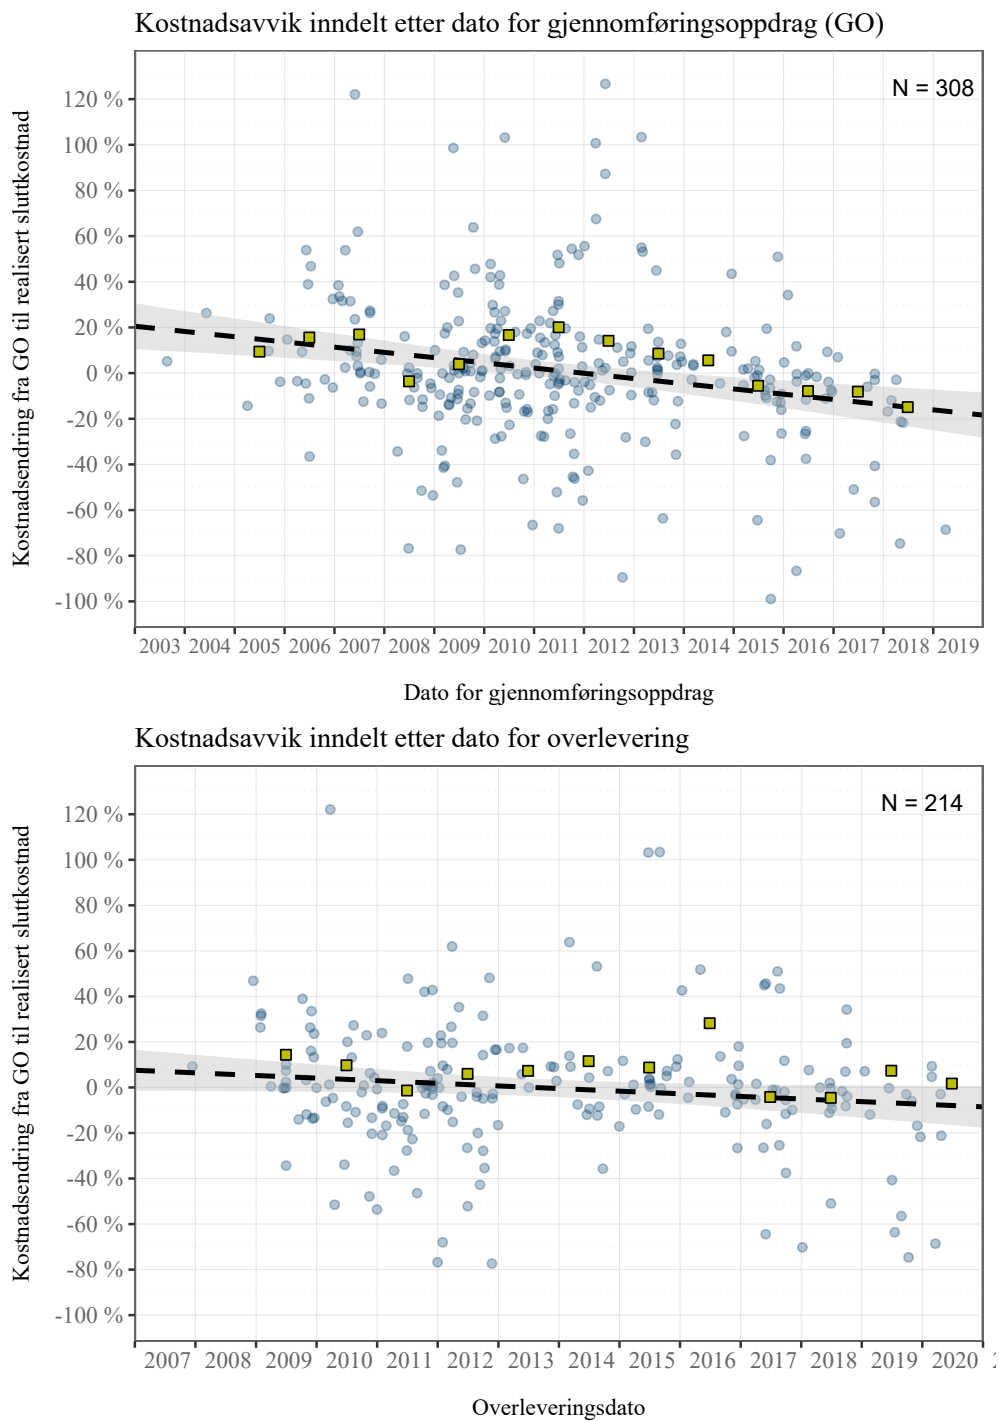 Kostnadsavvik inndelt etter dato for gjennomføringsoppdrag (GO)
N = 308
Kostnadsendring fra GO til realisert sluttkostnad
120 %
100 %
80 %
60 %
40 %
20 %
0 %
-20 %
-40 %
-60 %
-80 %
-100 %
2003 2004 2005 2006 2007 2008 2009 2010 2011 2012 2013 2014 2015 2016 2017 2018 2019
Dato for gjennomføringsoppdrag
Kostnadsavvik inndelt etter dato for overlevering
N = 214
Kostnadsendring fra GO til realisert sluttkostnad
120 %
100 %
80 %
60 %
40 %
20 %
0 %
-20 %
-40 %
-60 %
-80 %
-100 %
2007 2008 2009 2010 2011 2012 2013 2014 2015 2016 2017 2018 2019 2020
Overleveringsdato